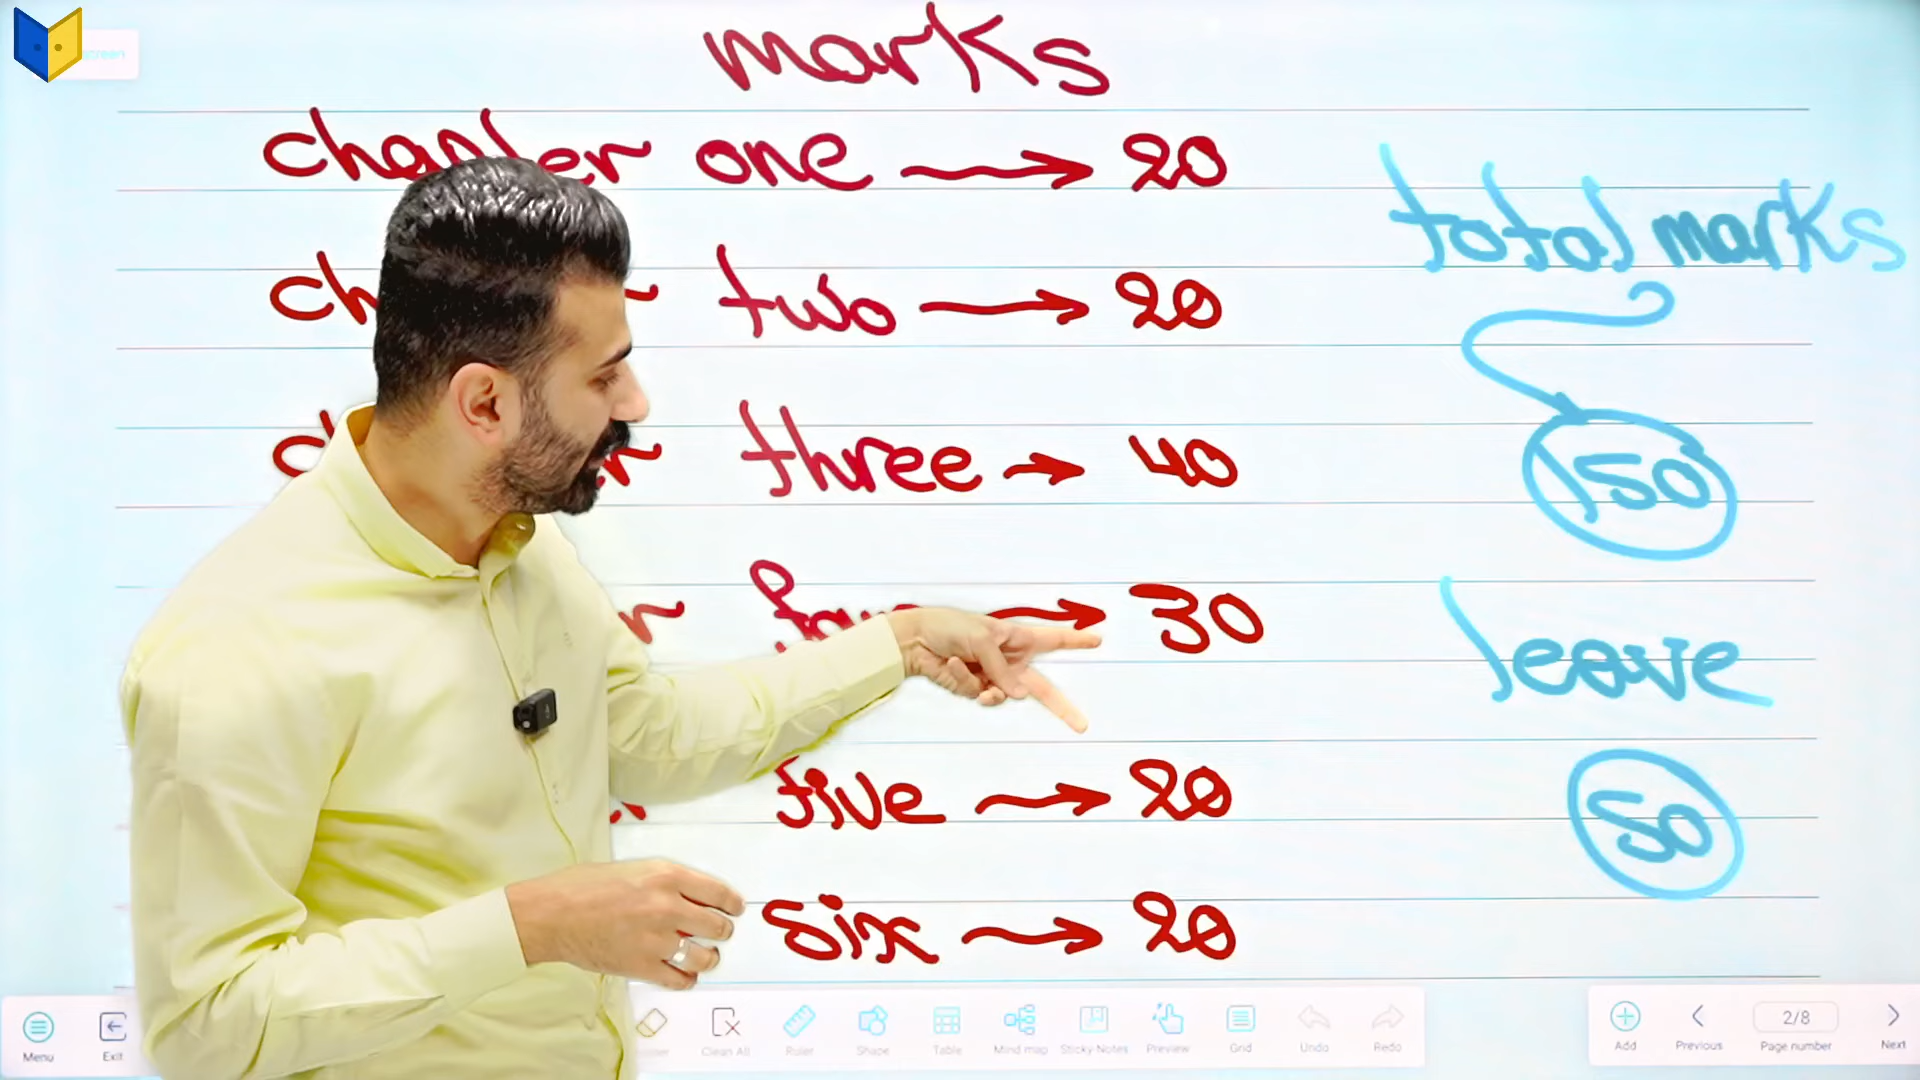 screen
marks
chapter one → 20
two → 20
three → 40
→ 30
five → 20
six → 20
total marks
150
leave
50
Menu
Exit
Clean All
Ruler
Shape
Table
Mind map
Sticky Notes
Preview
Grid
Undo
Redo
Add
Previous
2/8
Page number
Next